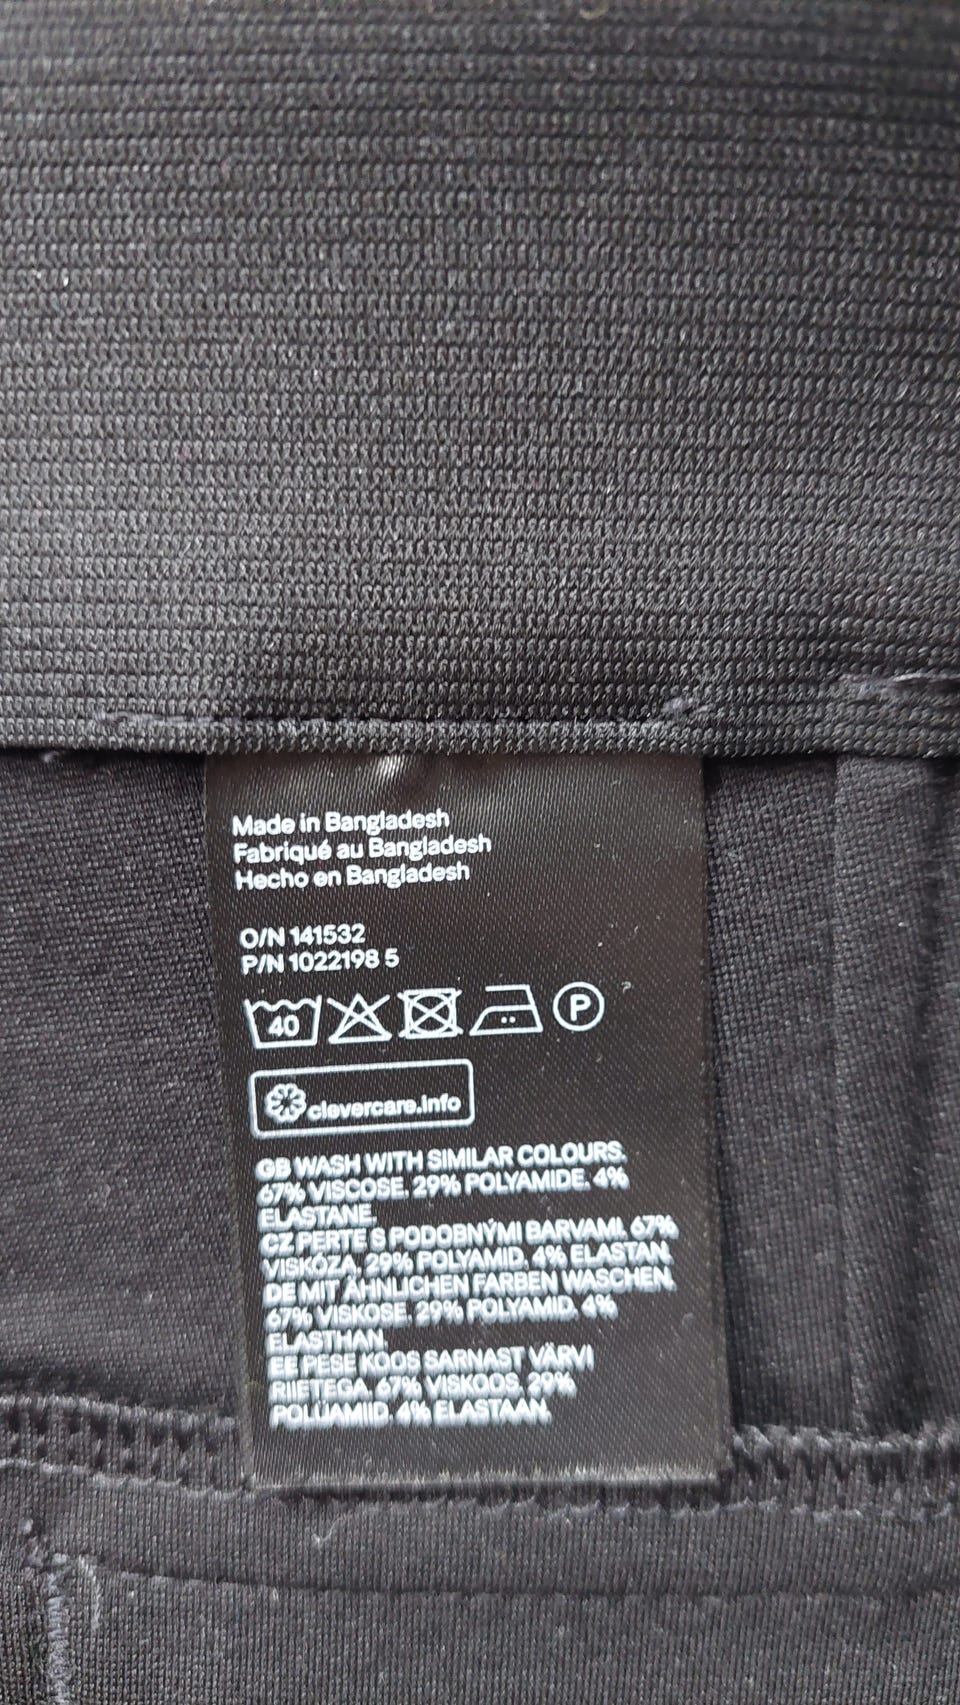 Made in Bangladesh
Fabriqué au Bangladesh
Hecho en Bangladesh
O/N 141532
P/N 1022198 5
40 P
clevercare.info
GB WASH WITH SIMILAR COLOURS.
67% VISCOSE. 29% POLYAMIDE. 4%
ELASTANE.
CZ PERTE S PODOBNÝMI BARVAMI. 67%
VISKÓZA, 29% POLYAMID, 4% ELASTAN.
DE MIT ÄHNLICHEN FARBEN WASCHEN.
67% VISKOSE. 29% POLYAMID. 4%
ELASTHAN.
EE PESE KOOS SARNAST VÄRVI
RIIETEGA. 67% VISKOOS, 29%
POLÜAMIID, 4% ELASTAAN.